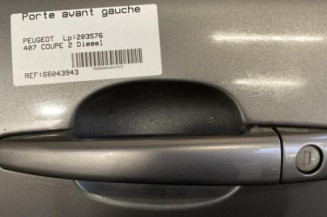 Porte avant gauche
PEUGEOT Lp:203576
407 COUPE 2 Diesel
REF:66043943